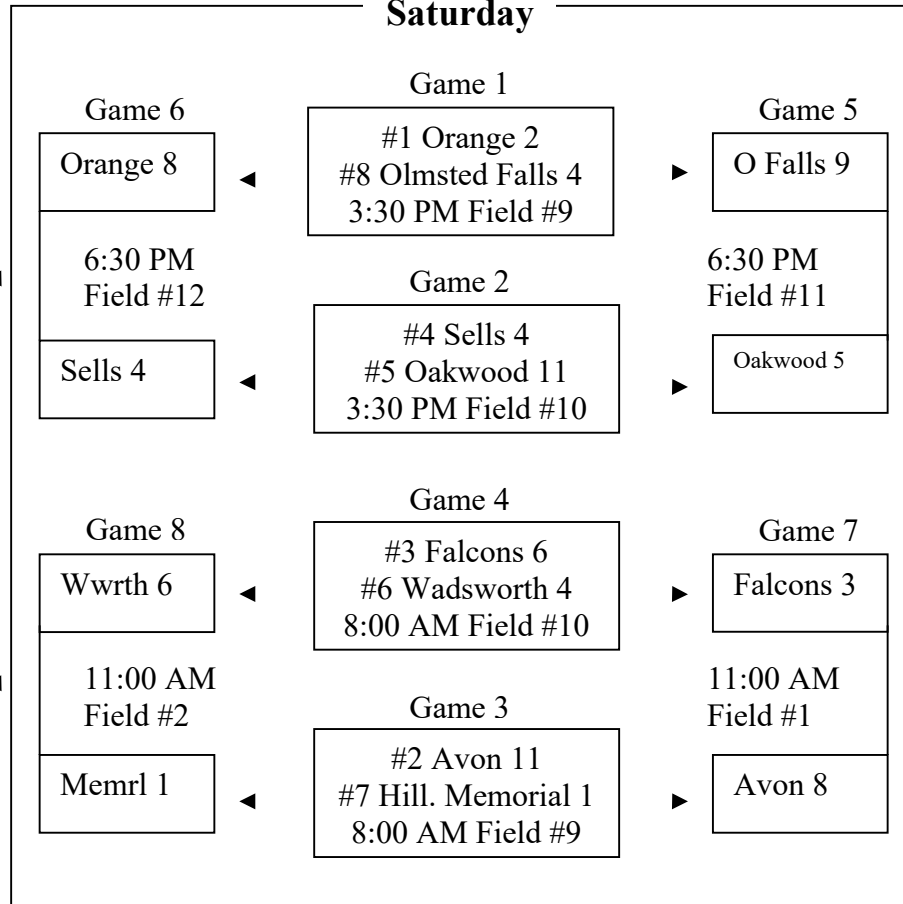 Saturday
Game 1
Game 6
Game 5
#1 Orange 2
#8 Olmsted Falls 4
3:30 PM Field #9
Orange 8
O Falls 9
6:30 PM
Field #12
6:30 PM
Field #11
Game 2
#4 Sells 4
#5 Oakwood 11
3:30 PM Field #10
Sells 4
Oakwood 5
Game 4
Game 8
Game 7
#3 Falcons 6
#6 Wadsworth 4
8:00 AM Field #10
Wwrth 6
Falcons 3
11:00 AM
Field #2
11:00 AM
Field #1
Game 3
#2 Avon 11
#7 Hill. Memorial 1
8:00 AM Field #9
Memrl 1
Avon 8